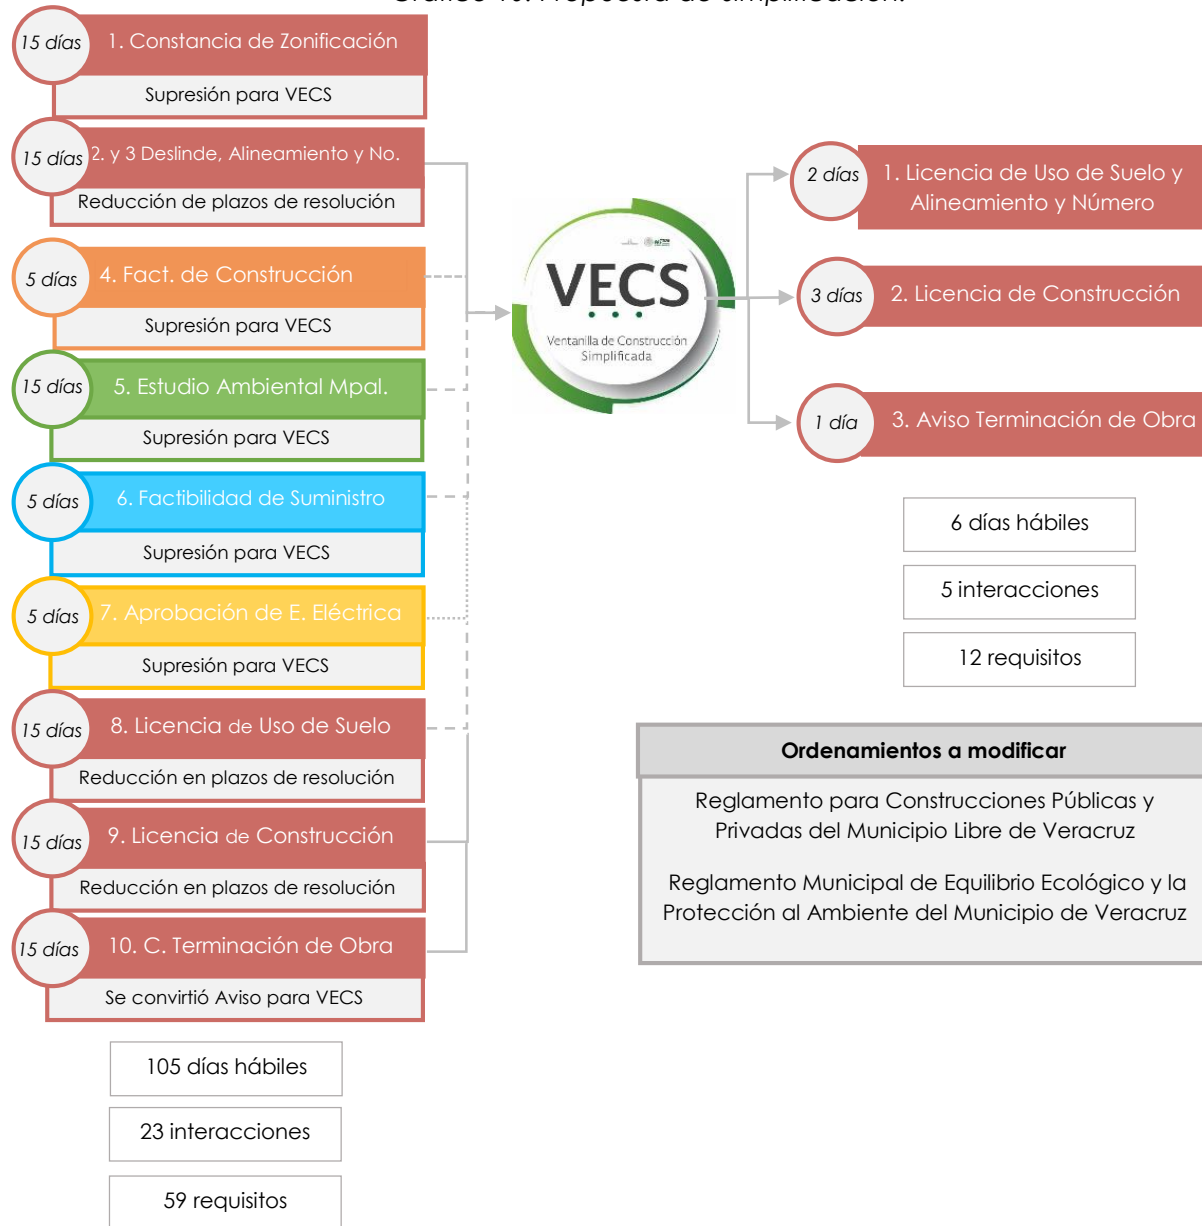 15 días
1. Constancia de Zonificación
Supresión para VECS
15 días
2. y 3 Deslinde, Alineamiento y No.
Reducción de plazos de resolución
5 días
4. Fact. de Construcción
Supresión para VECS
15 días
5. Estudio Ambiental Mpal.
Supresión para VECS
5 días
6. Factibilidad de Suministro
Supresión para VECS
5 días
7. Aprobación de E. Eléctrica
Supresión para VECS
15 días
8. Licencia de Uso de Suelo
Reducción en plazos de resolución
15 días
9. Licencia de Construcción
Reducción en plazos de resolución
15 días
10. C. Terminación de Obra
Se convirtió Aviso para VECS
105 días hábiles
23 interacciones
59 requisitos
VECS
Ventanilla de Construcción
Simplificada
2 días
1. Licencia de Uso de Suelo y
Alineamiento y Número
3 días
2. Licencia de Construcción
1 día
3. Aviso Terminación de Obra
6 días hábiles
5 interacciones
12 requisitos
Ordenamientos a modificar
Reglamento para Construcciones Públicas y
Privadas del Municipio Libre de Veracruz
Reglamento Municipal de Equilibrio Ecológico y la
Protección al Ambiente del Municipio de Veracruz